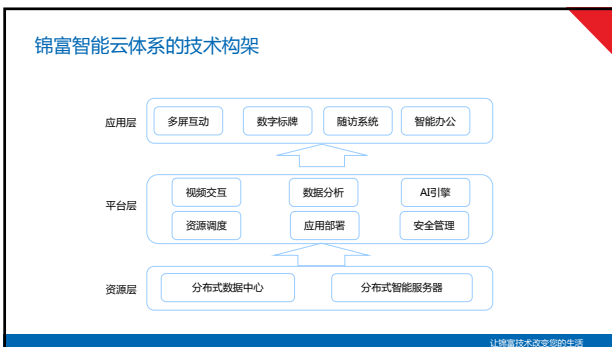 锦富智能云体系的技术构架
应用层 多屏互动 数字标牌 随访系统 智能办公
视频交互 数据分析 AI引擎
平台层
资源调度 应用部署 安全管理
资源层 分布式数据中心 分布式智能服务器
让锦富技术改变您的生活